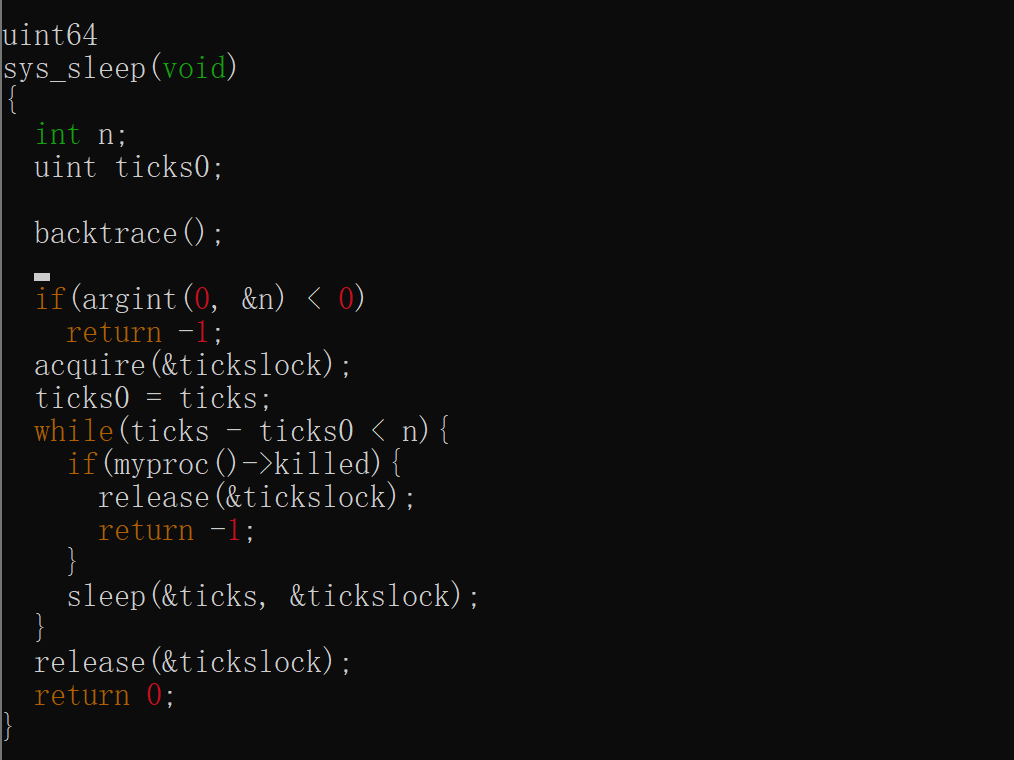 uint64
sys_sleep(void)
{
  int n;
  uint ticks0;

  backtrace();

  if(argint(0, &n) < 0)
    return -1;
  acquire(&tickslock);
  ticks0 = ticks;
  while(ticks - ticks0 < n){
    if(myproc()->killed){
      release(&tickslock);
      return -1;
    }
    sleep(&ticks, &tickslock);
  }
  release(&tickslock);
  return 0;
}